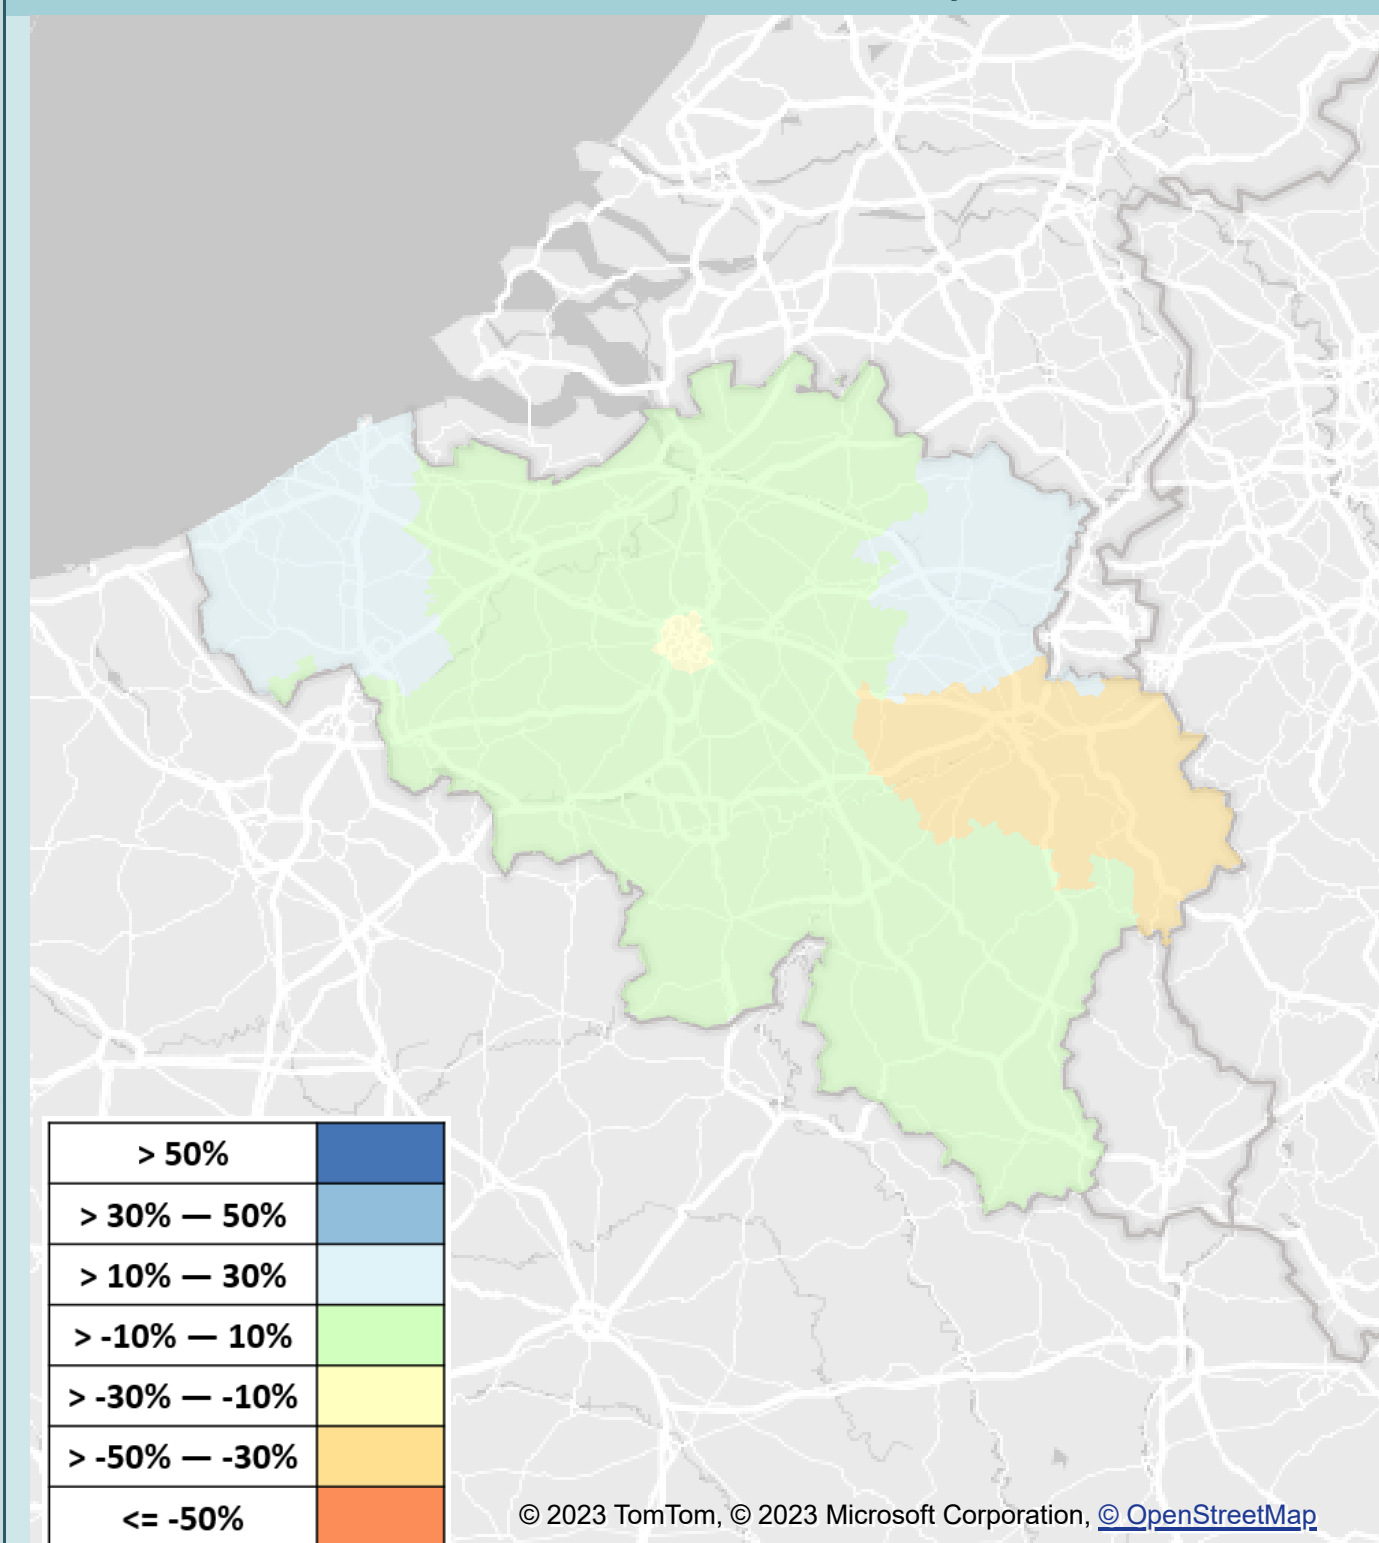 > 50%
> 30% — 50%
> 10% — 30%
> -10% — 10%
> -30% — -10%
> -50% — -30%
<= -50%
© 2023 TomTom, © 2023 Microsoft Corporation, © OpenStreetMap